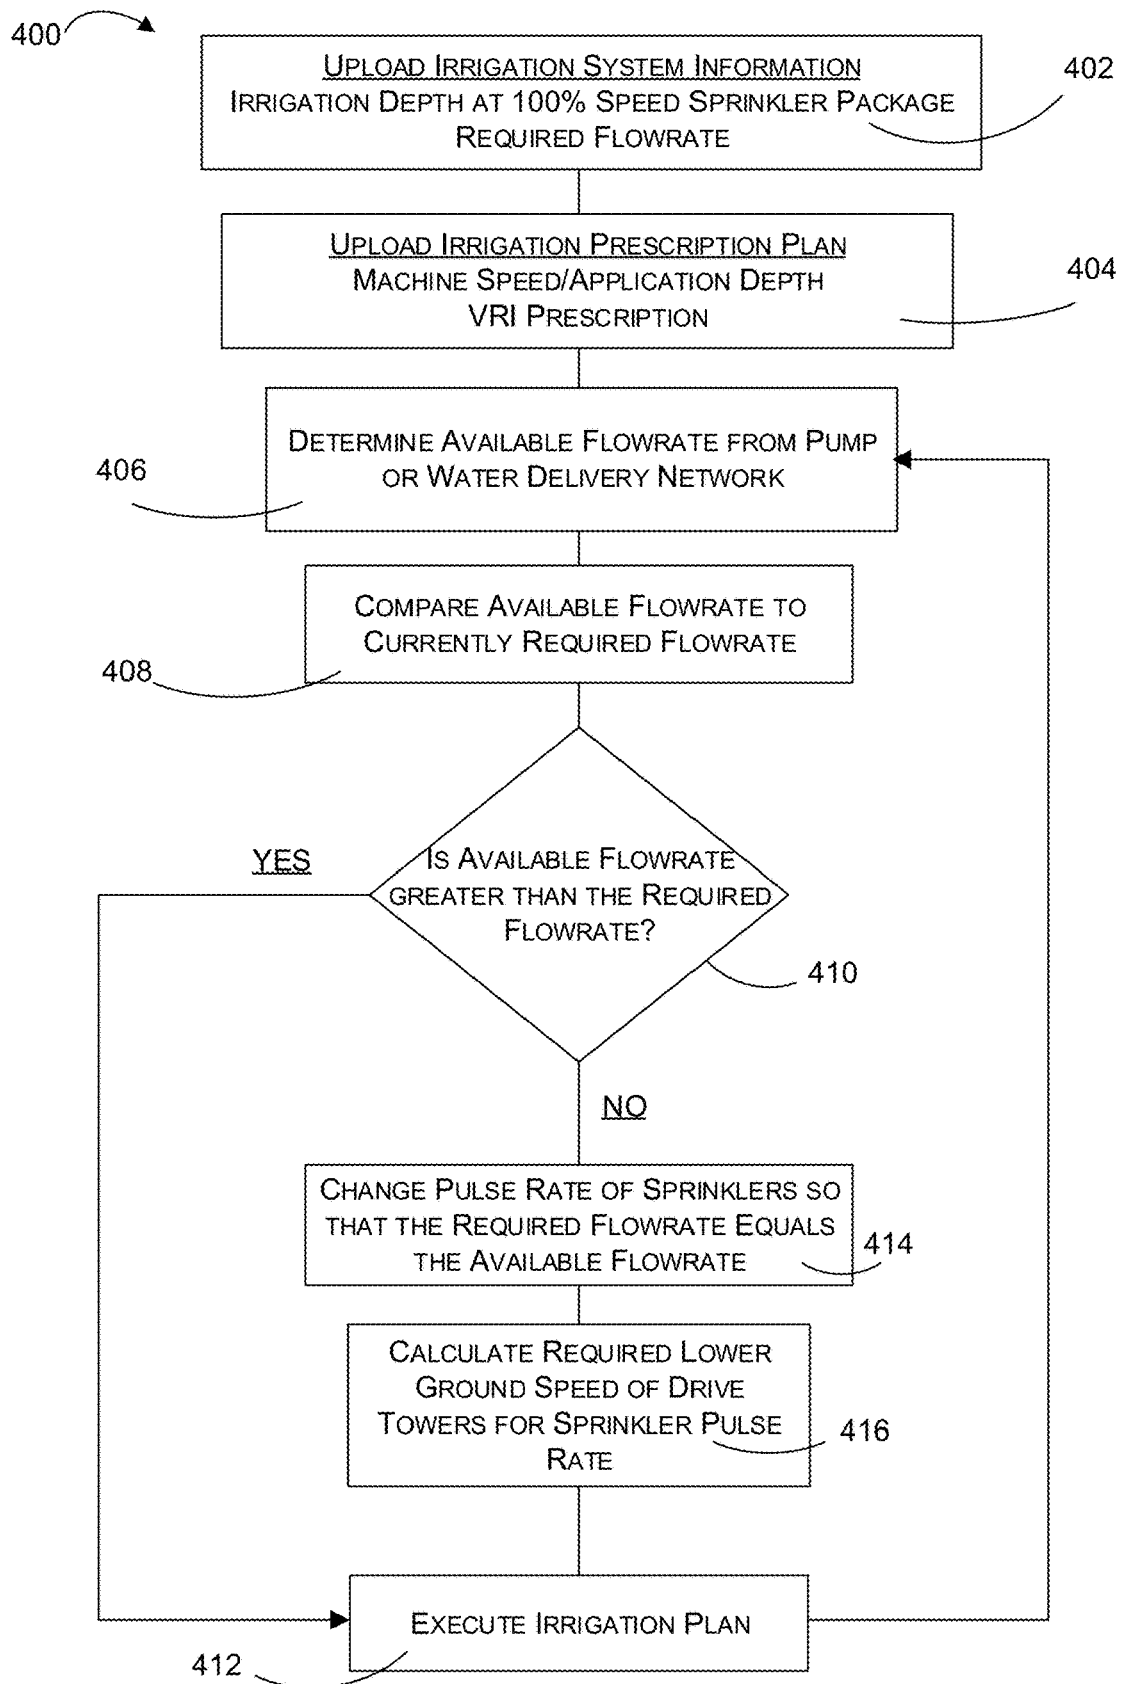 400
UPLOAD IRRIGATION SYSTEM INFORMATION
IRRIGATION DEPTH AT 100% SPEED SPRINKLER PACKAGE
REQUIRED FLOWRATE
402
UPLOAD IRRIGATION PRESCRIPTION PLAN
MACHINE SPEED/APPLICATION DEPTH
VRI PRESCRIPTION
404
DETERMINE AVAILABLE FLOWRATE FROM PUMP
OR WATER DELIVERY NETWORK
406
COMPARE AVAILABLE FLOWRATE TO
CURRENTLY REQUIRED FLOWRATE
408
YES
IS AVAILABLE FLOWRATE
GREATER THAN THE REQUIRED
FLOWRATE?
410
NO
CHANGE PULSE RATE OF SPRINKLERS SO
THAT THE REQUIRED FLOWRATE EQUALS
THE AVAILABLE FLOWRATE
414
CALCULATE REQUIRED LOWER
GROUND SPEED OF DRIVE
TOWERS FOR SPRINKLER PULSE
RATE
416
EXECUTE IRRIGATION PLAN
412